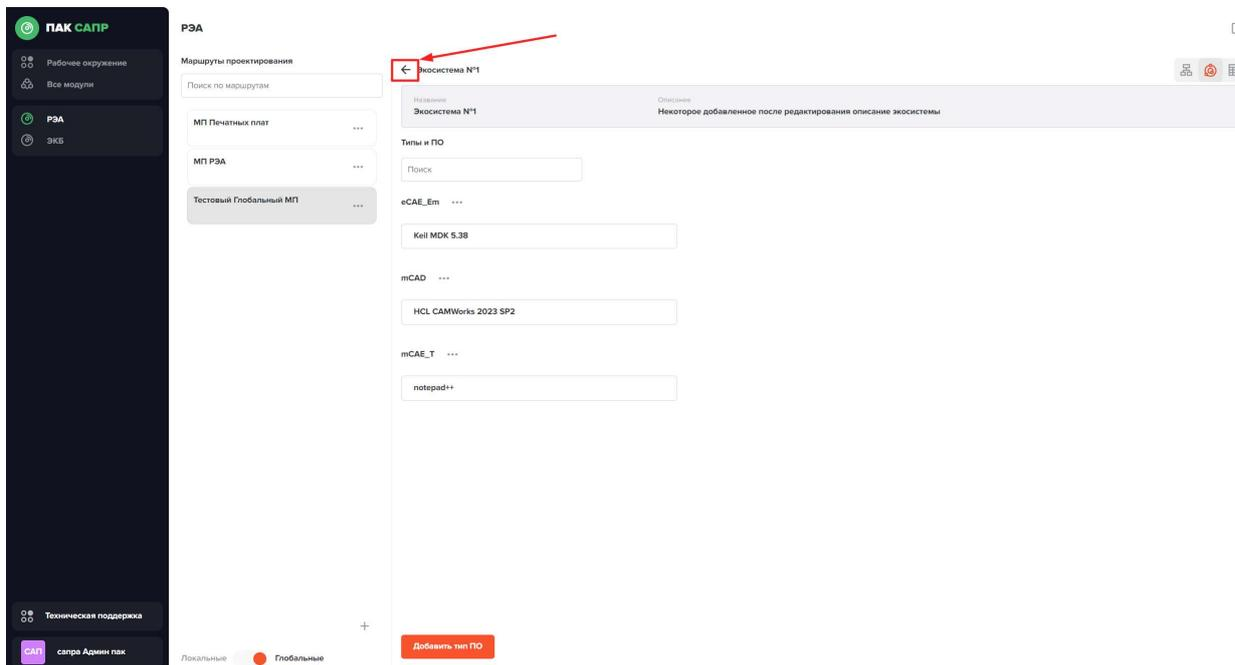 ПАК САПР
Рабочее окружение
Все модули
РЭА
ЭКБ
Техническая поддержка
САП
сапра Админ пак
РЭА
Маршруты проектирования
Поиск по маршрутам
МП Печатных плат
МП РЭА
Тестовый Глобальный МП
Локальные
Глобальные
Экосистема №1
Название
Экосистема №1
Описание
Некоторое добавленное после редактирования описание экосистемы
Типы и ПО
Поиск
eCAE_Em
Keil MDK 5.38
mCAD
HCL CAMWorks 2023 SP2
mCAE_T
notepad++
Добавить тип ПО